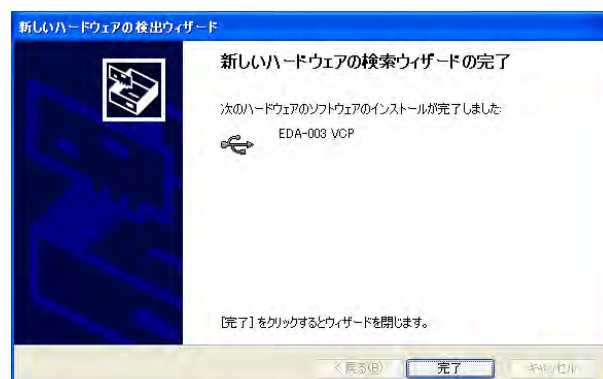 新しいハードウェアの検出ウィザード
新しいハードウェアの検索ウィザードの完了
次のハードウェアのソフトウェアのインストールが完了しました:
EDA-003 VCP
[完了] をクリックするとウィザードを閉じます。
< 戻る(B) 完了 キャンセル